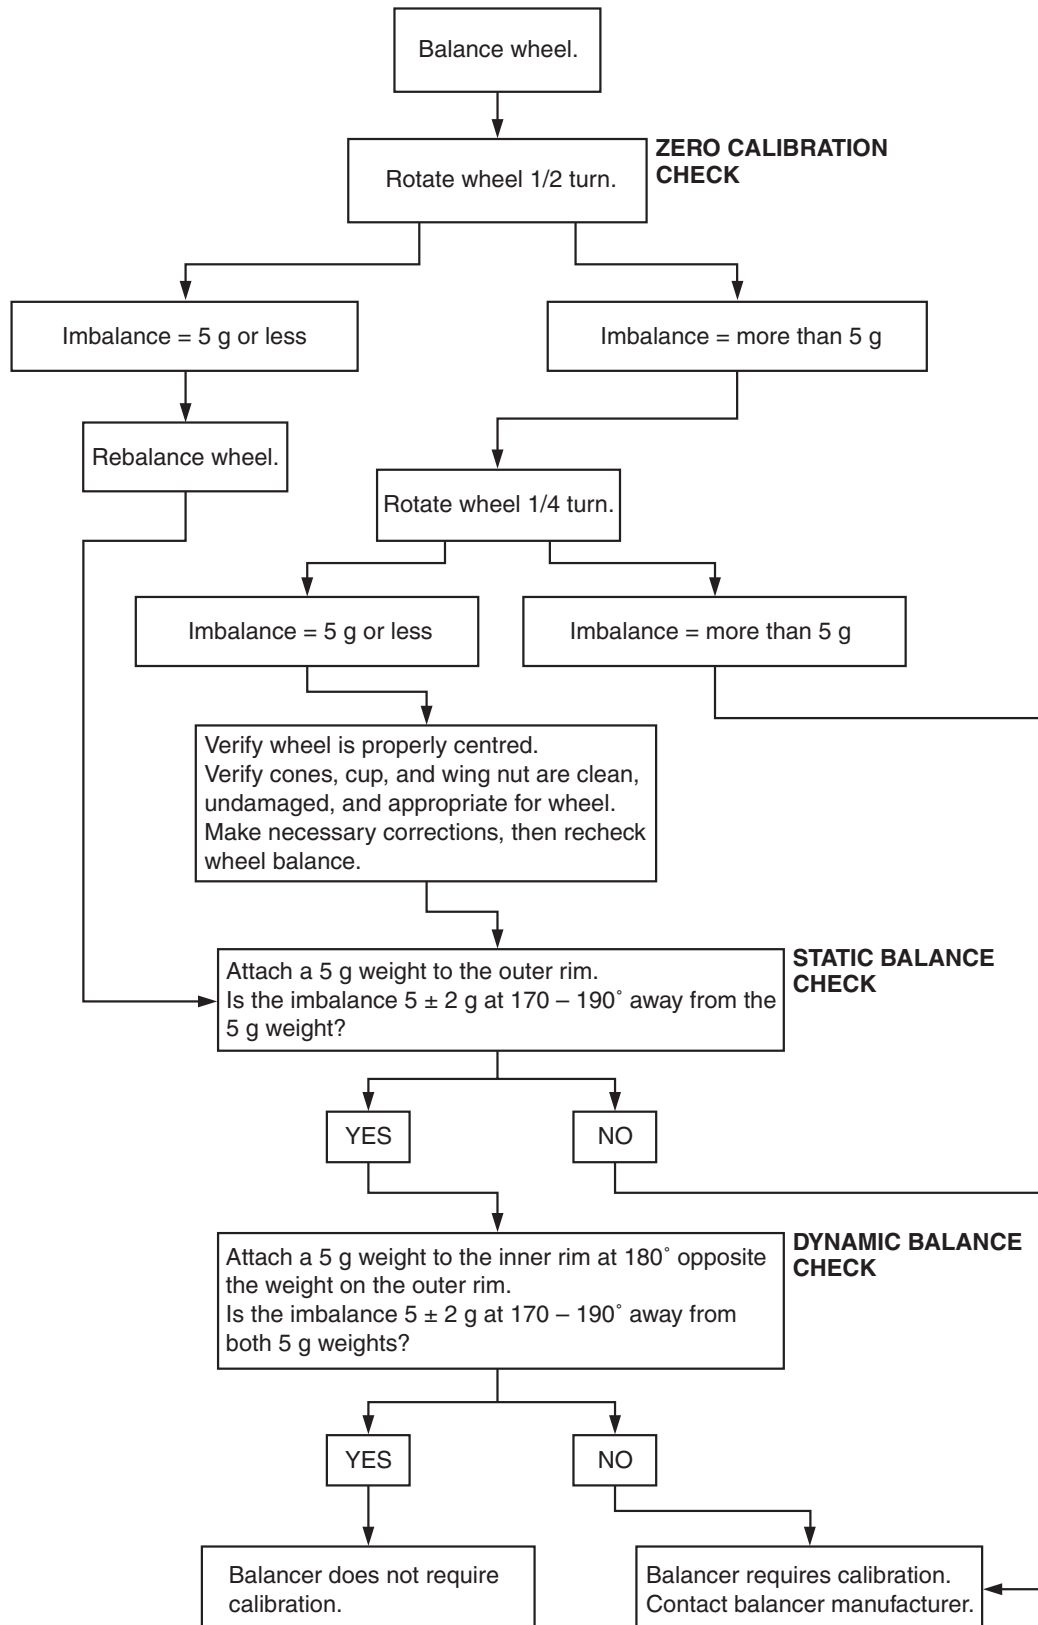 Balance wheel.
ZERO CALIBRATION
CHECK
Rotate wheel 1/2 turn.
Imbalance = 5 g or less
Imbalance = more than 5 g
Rebalance wheel.
Rotate wheel 1/4 turn.
Imbalance = 5 g or less
Imbalance = more than 5 g
Verify wheel is properly centred.
Verify cones, cup, and wing nut are clean,
undamaged, and appropriate for wheel.
Make necessary corrections, then recheck
wheel balance.
STATIC BALANCE
CHECK
Attach a 5 g weight to the outer rim.
Is the imbalance 5 ± 2 g at 170 – 190˚ away from the
5 g weight?
YES
NO
DYNAMIC BALANCE
CHECK
Attach a 5 g weight to the inner rim at 180˚ opposite
the weight on the outer rim.
Is the imbalance 5 ± 2 g at 170 – 190˚ away from
both 5 g weights?
YES
NO
Balancer does not require
calibration.
Balancer requires calibration.
Contact balancer manufacturer.